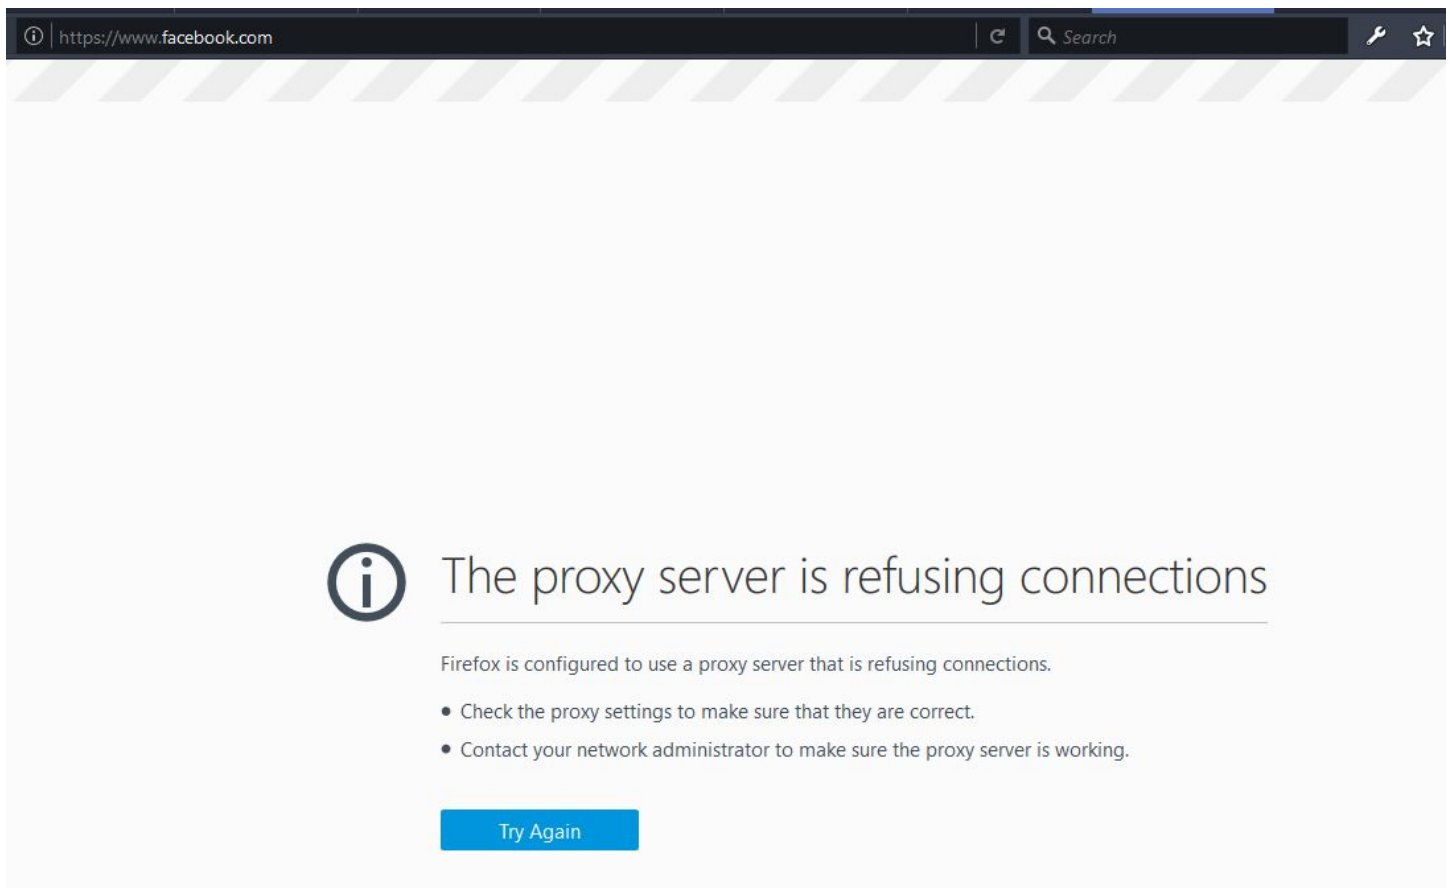 https://www.facebook.com
Search
The proxy server is refusing connections
Firefox is configured to use a proxy server that is refusing connections.
Check the proxy settings to make sure that they are correct.
Contact your network administrator to make sure the proxy server is working.
Try Again